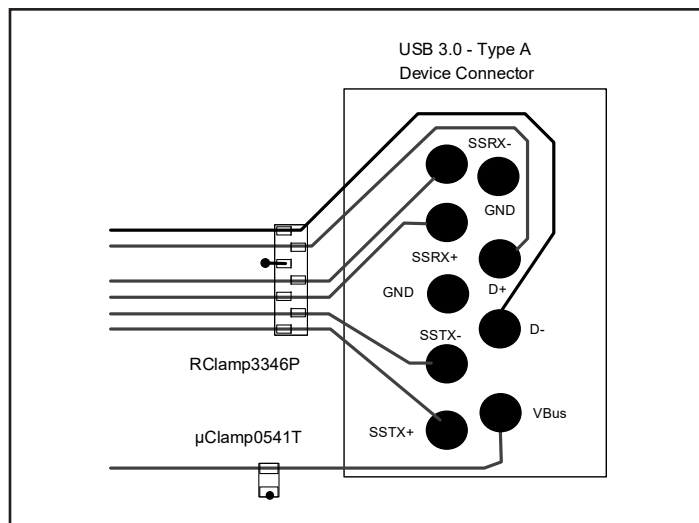 USB 3.0 - Type A
Device Connector
SSRX-
GND
SSRX+
D+
GND
SSTX-
D-
RClamp3346P
VBus
µClamp0541T
SSTX+